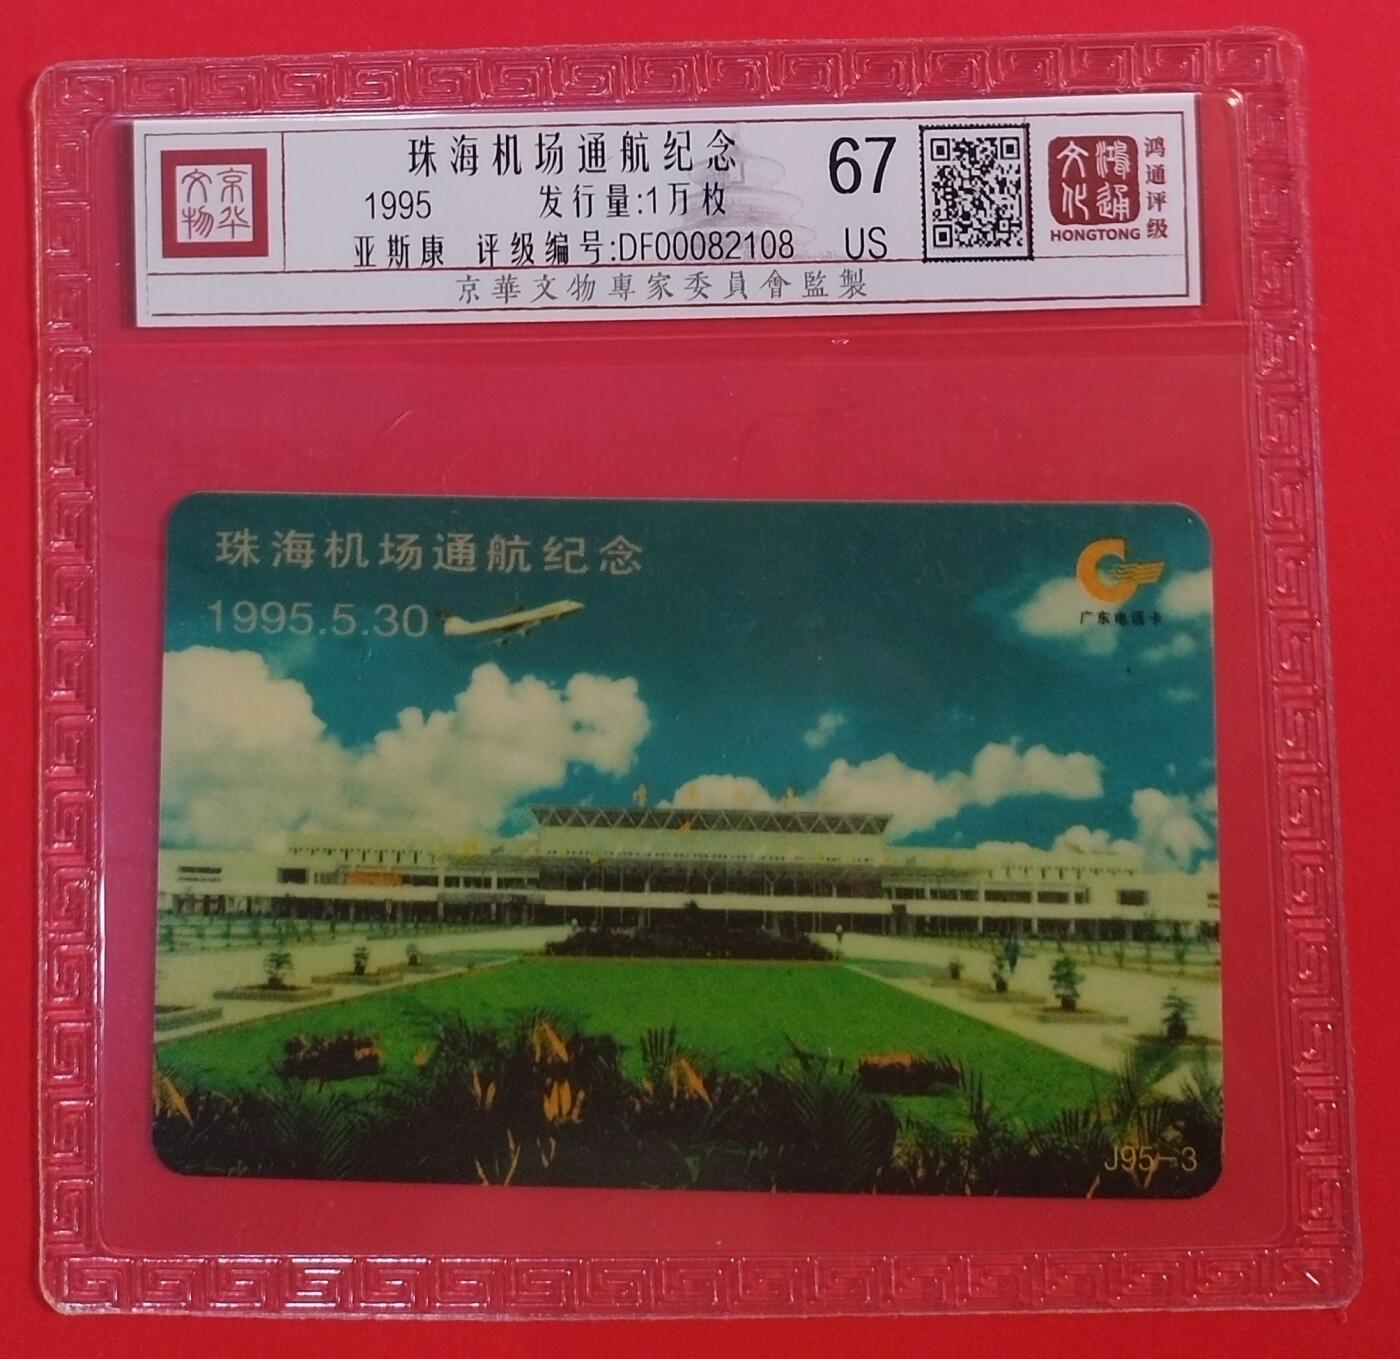 京华
文物
珠海机场通航纪念
1995 发行量:1万枚
亚斯康 评级编号:DF00082108
67
US
鸿通
文化
HONGTONG
鸿通评级
京華文物專家委員會監製
珠海机场通航纪念
1995.5.30
广东电话卡
J95-3